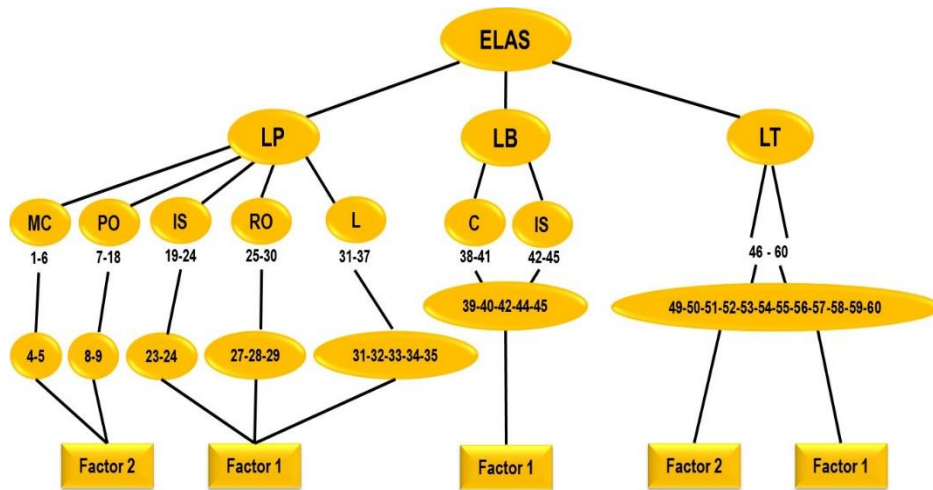 ELAS
LP LB LT
MC PO IS RO L C IS
1-6 7-18 19-24 25-30 31-37 38-41 42-45 46 - 60
4-5 8-9 23-24 27-28-29 31-32-33-34-35 39-40-42-44-45 49-50-51-52-53-54-55-56-57-58-59-60
Factor 2 Factor 1 Factor 1 Factor 2 Factor 1